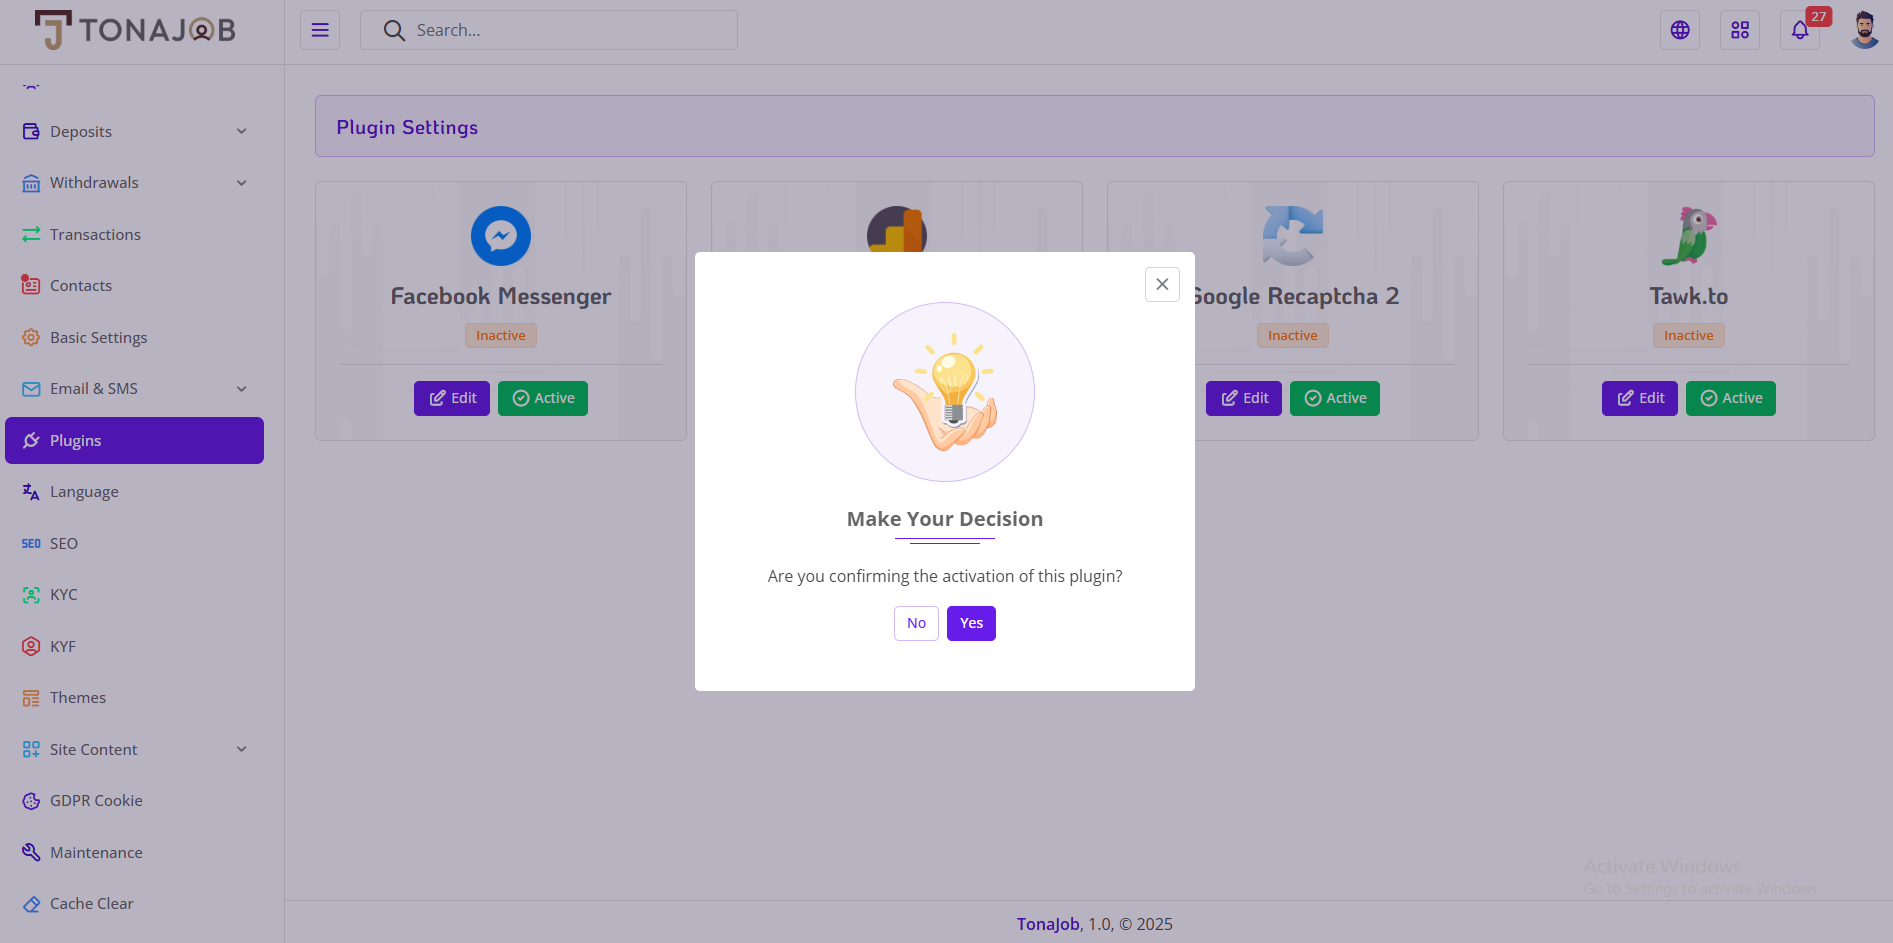 TONAJOB
Search...
27
Deposits
Withdrawals
Transactions
Contacts
Basic Settings
Email & SMS
Plugins
Language
SEO SEO
KYC
KYF
Themes
Site Content
GDPR Cookie
Maintenance
Cache Clear
Plugin Settings
Facebook Messenger
Inactive
Edit Active
Google Recaptcha 2
Inactive
Edit Active
Tawk.to
Inactive
Edit Active
Make Your Decision
Are you confirming the activation of this plugin?
No Yes
Activate Windows
Go to Settings to activate Windows.
TonaJob, 1.0, © 2025